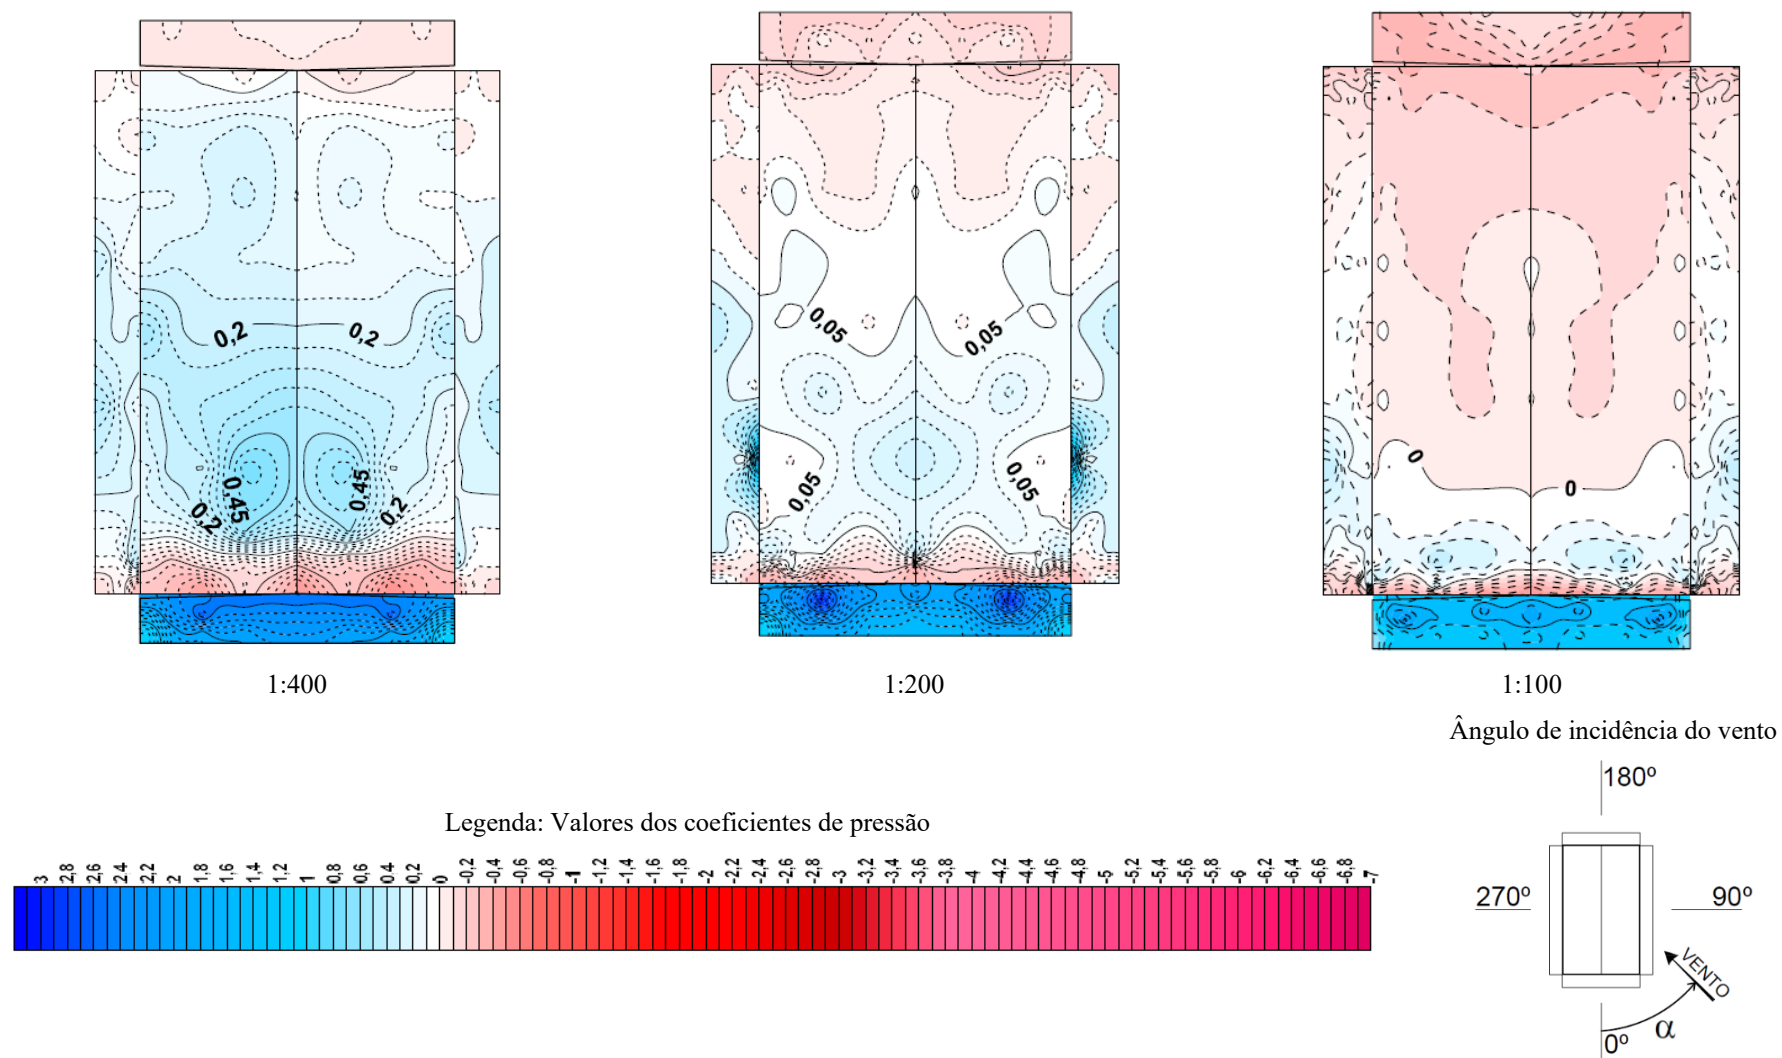 0,2
0,2
0,45
0,45
0,2
0,2
0,05
0,05
0,05
0,05
0
0
1:400
1:200
1:100
Ângulo de incidência do vento
180º
270º
90º
VENTO
α
0º
Legenda: Valores dos coeficientes de pressão
3 2,8 2,6 2,4 2,2 2 1,8 1,6 1,4 1,2 1 0,8 0,6 0,4 0,2 0 -0,2 -0,4 -0,6 -0,8 -1 -1,2 -1,4 -1,6 -1,8 -2 -2,2 -2,4 -2,6 -2,8 -3 -3,2 -3,4 -3,6 -3,8 -4 -4,2 -4,4 -4,6 -4,8 -5 -5,2 -5,4 -5,6 -5,8 -6 -6,2 -6,4 -6,6 -6,8 -7